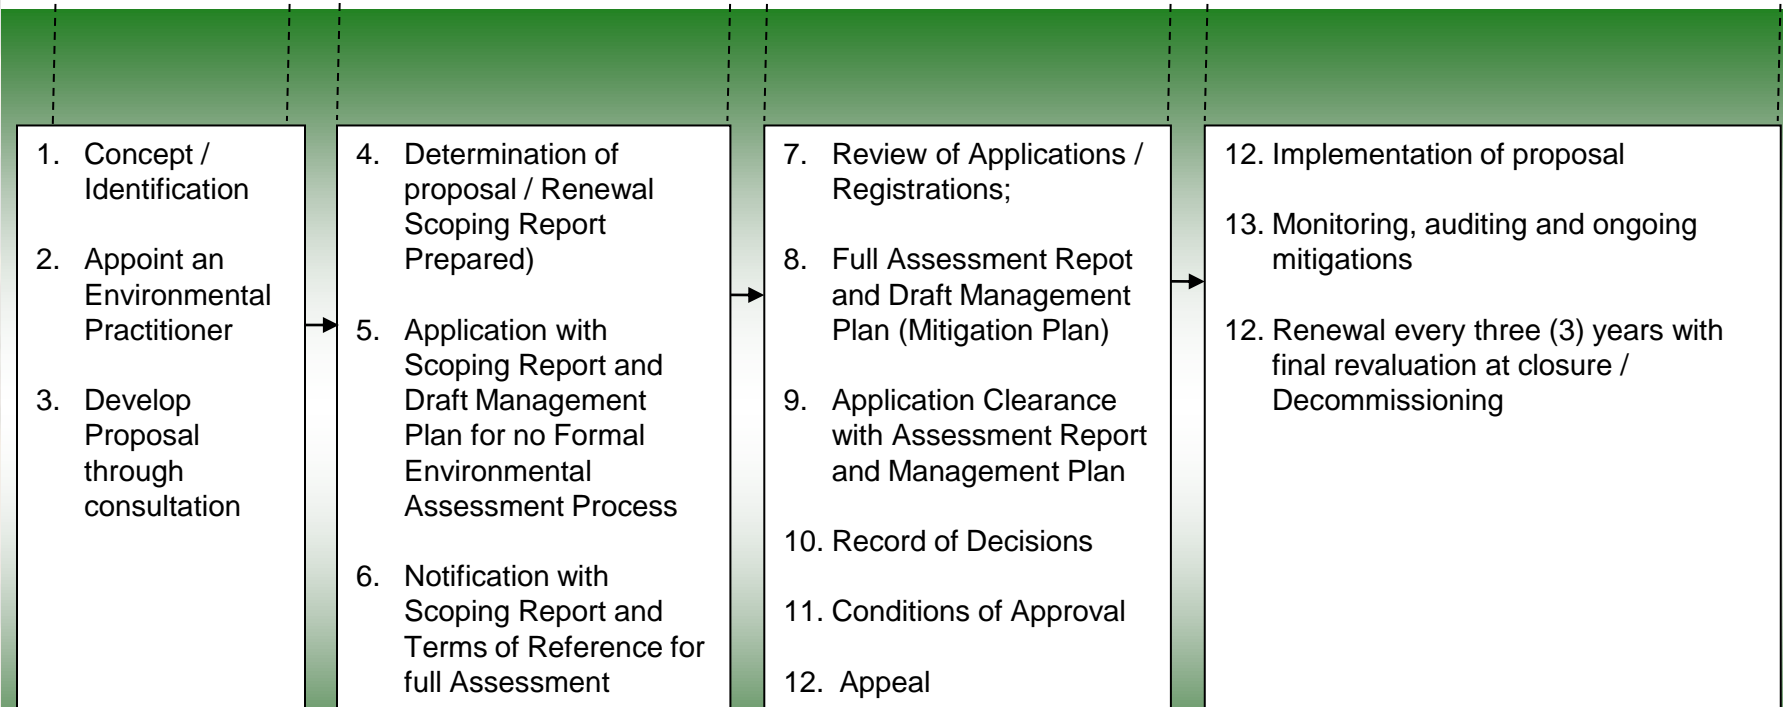 1. Concept /
Identification
2. Appoint an
Environmental
Practitioner
3. Develop
Proposal
through
consultation
4. Determination of
proposal / Renewal
Scoping Report
Prepared)
5. Application with
Scoping Report and
Draft Management
Plan for no Formal
Environmental
Assessment Process
6. Notification with
Scoping Report and
Terms of Reference for
full Assessment
7. Review of Applications /
Registrations;
8. Full Assessment Repot
and Draft Management
Plan (Mitigation Plan)
9. Application Clearance
with Assessment Report
and Management Plan
10. Record of Decisions
11. Conditions of Approval
12. Appeal
12. Implementation of proposal
13. Monitoring, auditing and ongoing
mitigations
12. Renewal every three (3) years with
final revaluation at closure /
Decommissioning